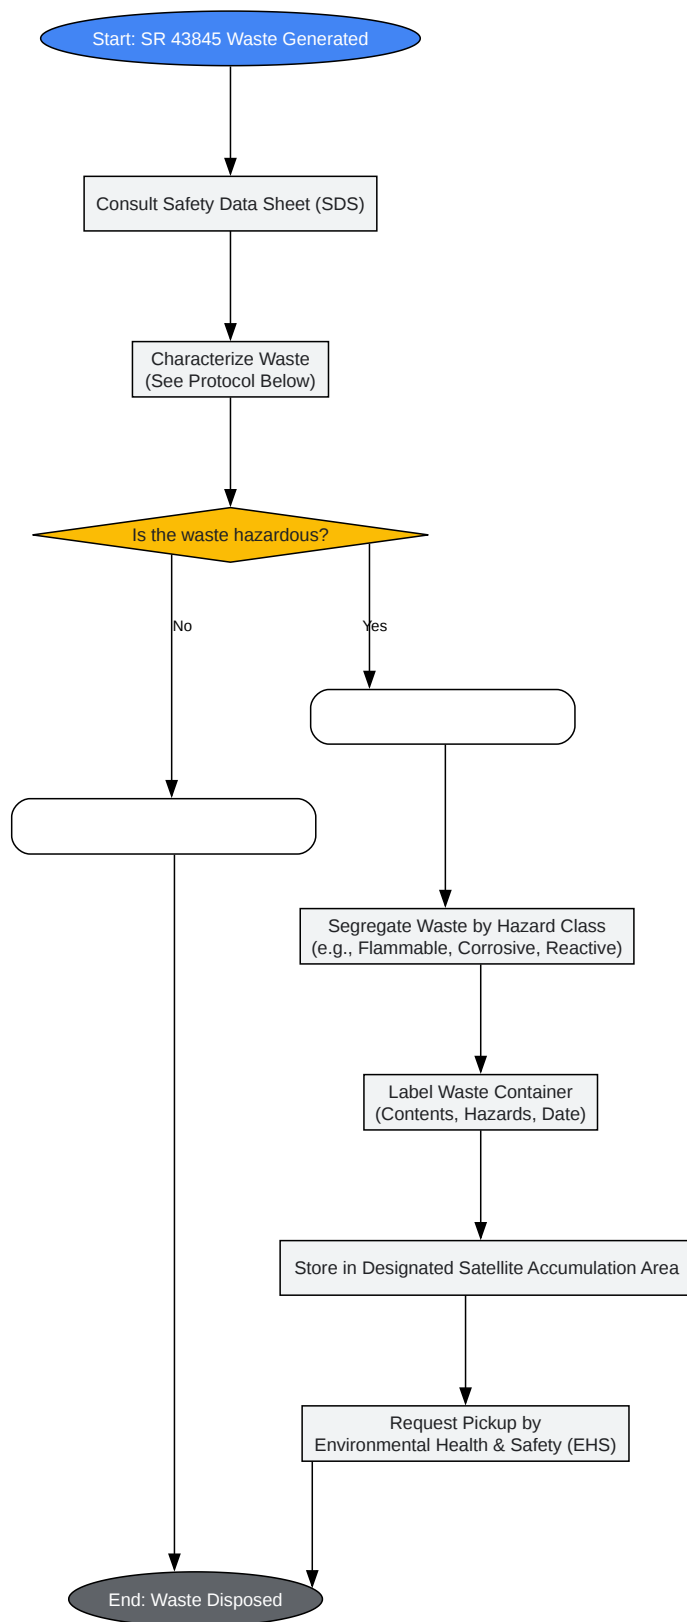 Start: SR 43845 Waste Generated
Consult Safety Data Sheet (SDS)
Characterize Waste
(See Protocol Below)
Is the waste hazardous?
No
Yes
Segregate Waste by Hazard Class
(e.g., Flammable, Corrosive, Reactive)
Label Waste Container
(Contents, Hazards, Date)
Store in Designated Satellite Accumulation Area
Request Pickup by
Environmental Health & Safety (EHS)
End: Waste Disposed